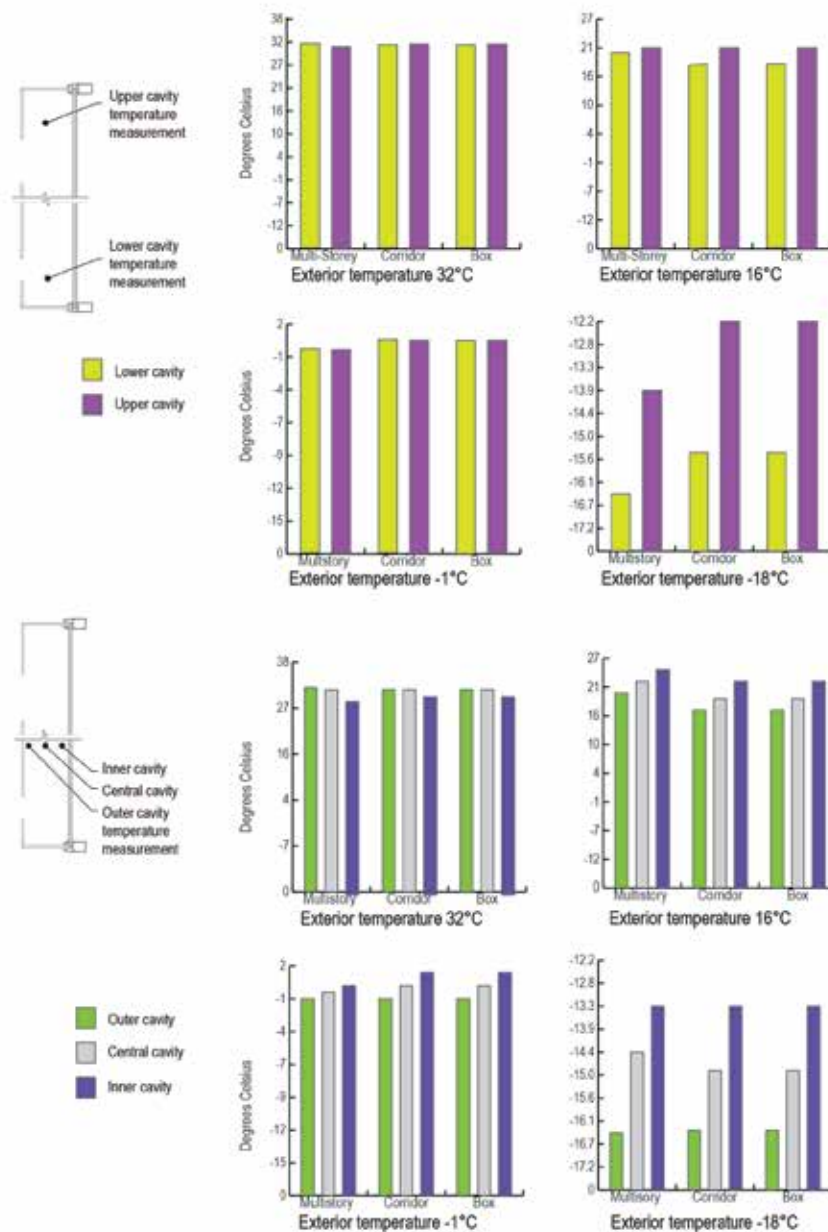 Upper cavity
temperature
measurement
Lower cavity
temperature
measurement
Lower cavity
Upper cavity
Degrees Celsius
38
32
27
21
16
10
4
-1
-7
-12
0
Multi-Storey Corridor Box
Exterior temperature 32°C
38
27
21
16
10
4
-1
-7
-12
0
Multi-Storey Corridor Box
Exterior temperature 16°C
Degrees Celsius
2
-1
-4
-7
-9
-12
15
0
Multistory Corridor Box
Exterior temperature -1°C
-12.2
-12.8
-13.3
-13.9
-14.4
-15.0
-15.6
-16.1
-16.7
-17.2
0
Multistory Corridor Box
Exterior temperature -18°C
Inner cavity
Central cavity
Outer cavity
temperature
measurement
Degrees Celsius
38
27
16
4
-7
0
Multistory Corridor Box
Exterior temperature 32°C
27
21
16
10
4
-1
-7
-12
0
Multistory Corridor Box
Exterior temperature 16°C
Outer cavity
Central cavity
Inner cavity
Degrees Celsius
2
-1
-4
-7
-9
-12
-15
0
Multistory Corridor Box
Exterior temperature -1°C
-12.2
-12.8
-13.3
-13.9
-14.4
-15.0
-15.6
-16.1
-16.7
-17.2
0
Multisory Corridor Box
Exterior temperature -18°C